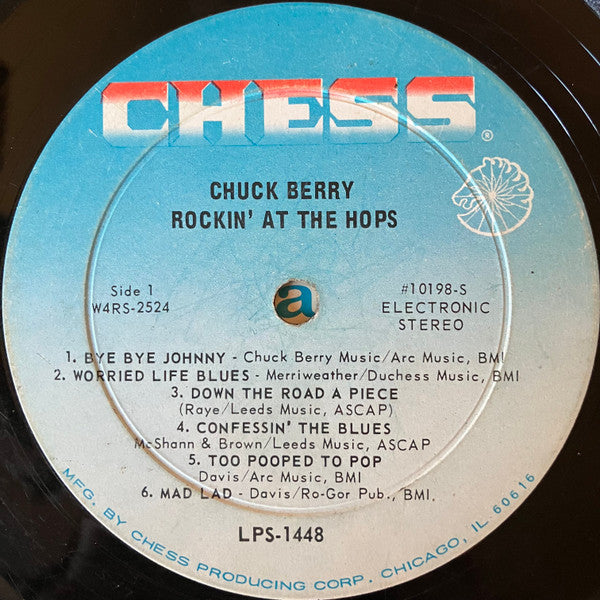 CHESS
®
CHUCK BERRY
ROCKIN' AT THE HOPS
Side 1
W4RS-2524
a
#10198-S
ELECTRONIC
STEREO
1. BYE BYE JOHNNY - Chuck Berry Music/Arc Music, BMI
2. WORRIED LIFE BLUES - Merriweather/Duchess Music, BMI
3. DOWN THE ROAD A PIECE
(Raye/Leeds Music, ASCAP)
4. CONFESSIN' THE BLUES
McShann & Brown/Leeds Music, ASCAP
5. TOO POOPED TO POP
Davis/Arc Music, BMI
6. MAD LAD - Davis/Ro-Gor Pub., BMI.
LPS-1448
MFG. BY CHESS PRODUCING CORP. CHICAGO, IL 60616